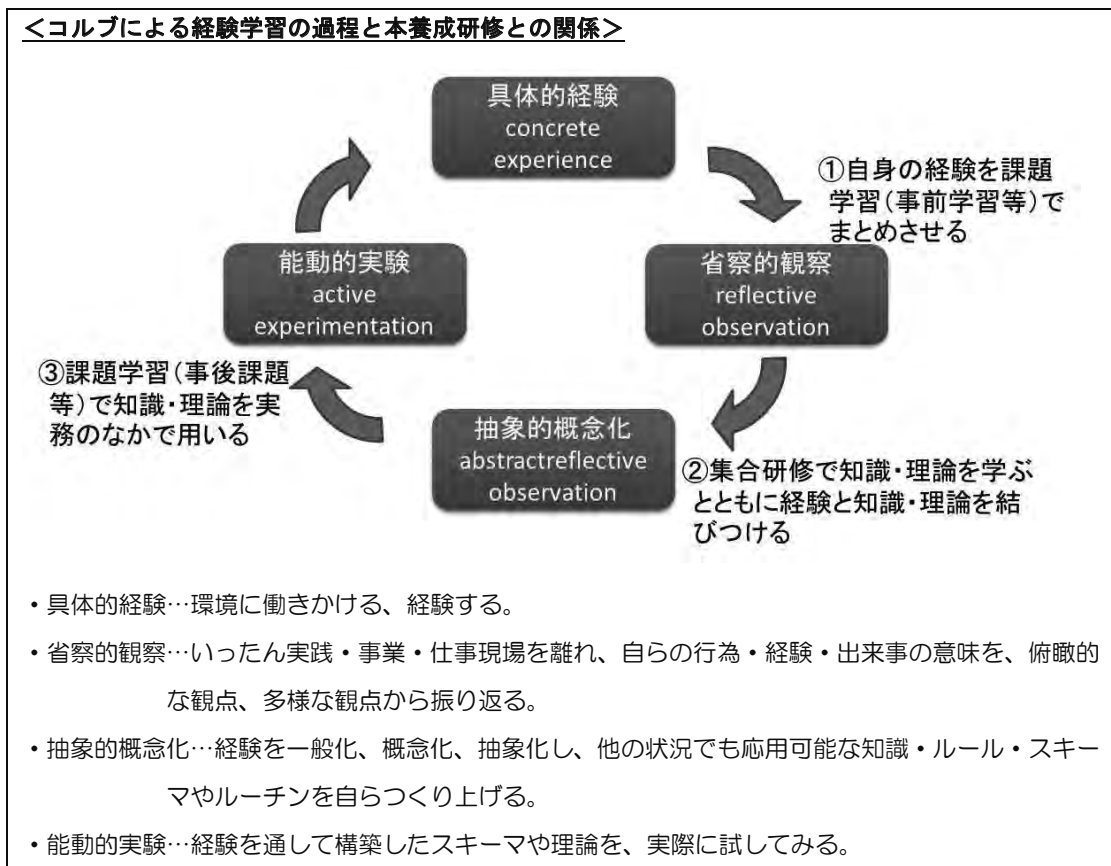 ＜コルブによる経験学習の過程と本養成研修との関係＞
具体的経験
concrete
experience
①自身の経験を課題
学習（事前学習等）で
まとめさせる
能動的実験
active
experimentation
省察的観察
reflective
observation
③課題学習（事後課題
等）で知識・理論を実
務のなかで用いる
抽象的概念化
abstractreflective
observation
②集合研修で知識・理論を学ぶ
とともに経験と知識・理論を結
びつける
・具体的経験…環境に働きかける、経験する。
・省察的観察…いったん実践・事業・仕事現場を離れ、自らの行為・経験・出来事の意味を、俯瞰的
な観点、多様な観点から振り返る。
・抽象的概念化…経験を一般化、概念化、抽象化し、他の状況でも応用可能な知識・ルール・スキー
マやルーチンを自らつくり上げる。
・能動的実験…経験を通して構築したスキーマや理論を、実際に試してみる。